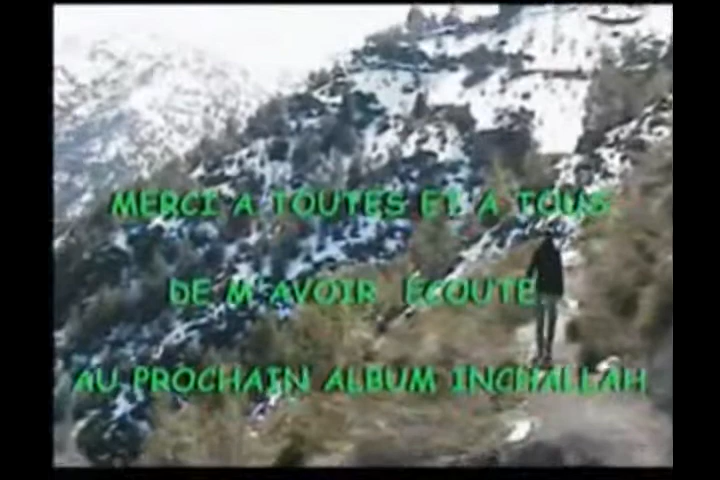 MERCI A TOUTES ET A TOUS
DE M'AVOIR ECOUTE
AU PROCHAIN ALBUM INCHALLAH